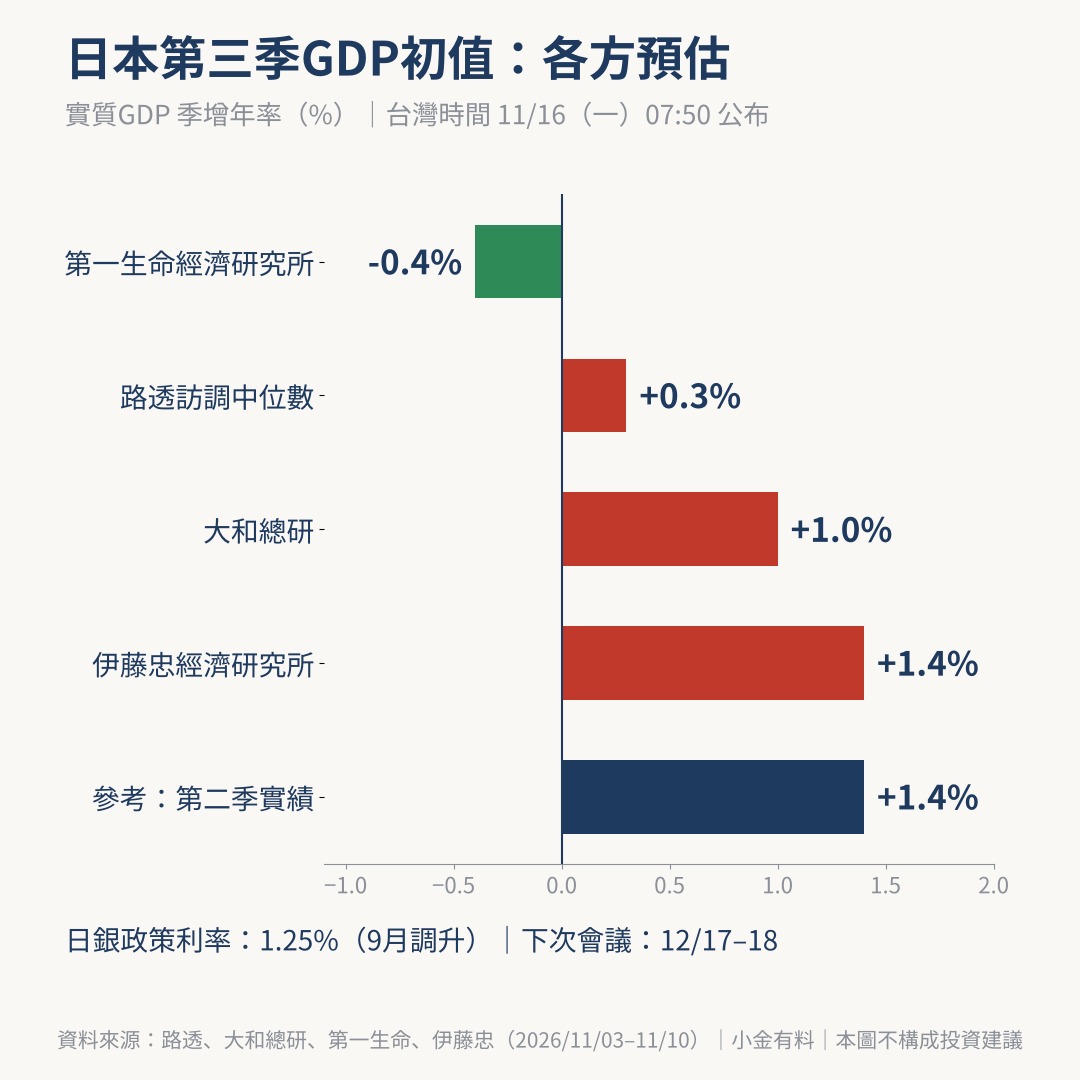 日本第三季GDP初值：各方預估
實質GDP 季增年率（%）｜台灣時間 11/16（一）07:50 公布
第一生命經濟研究所
-0.4%
路透訪調中位數
+0.3%
大和總研
+1.0%
伊藤忠經濟研究所
+1.4%
參考：第二季實績
+1.4%
−1.0 −0.5 0.0 0.5 1.0 1.5 2.0
日銀政策利率：1.25%（9月調升）｜下次會議：12/17–18
資料來源：路透、大和總研、第一生命、伊藤忠（2026/11/03–11/10）｜小金有料｜本圖不構成投資建議